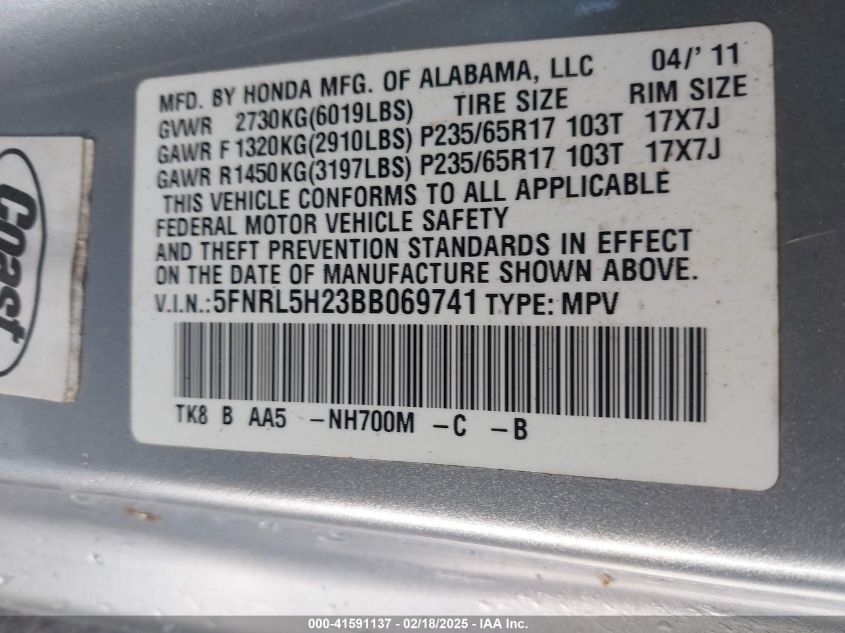 MFD. BY HONDA MFG. OF ALABAMA, LLC 04/'11
GVWR 2730KG(6019LBS) TIRE SIZE RIM SIZE
GAWR F1320KG(2910LBS) P235/65R17 103T 17X7J
GAWR R1450KG(3197LBS) P235/65R17 103T 17X7J
THIS VEHICLE CONFORMS TO ALL APPLICABLE
FEDERAL MOTOR VEHICLE SAFETY
AND THEFT PREVENTION STANDARDS IN EFFECT
ON THE DATE OF MANUFACTURE SHOWN ABOVE.
V.I.N.: 5FNRL5H23BB069741 TYPE: MPV
TK8 B AA5 -NH700M -C -B
Coast
000-41591137 - 02/18/2025 - IAA Inc.